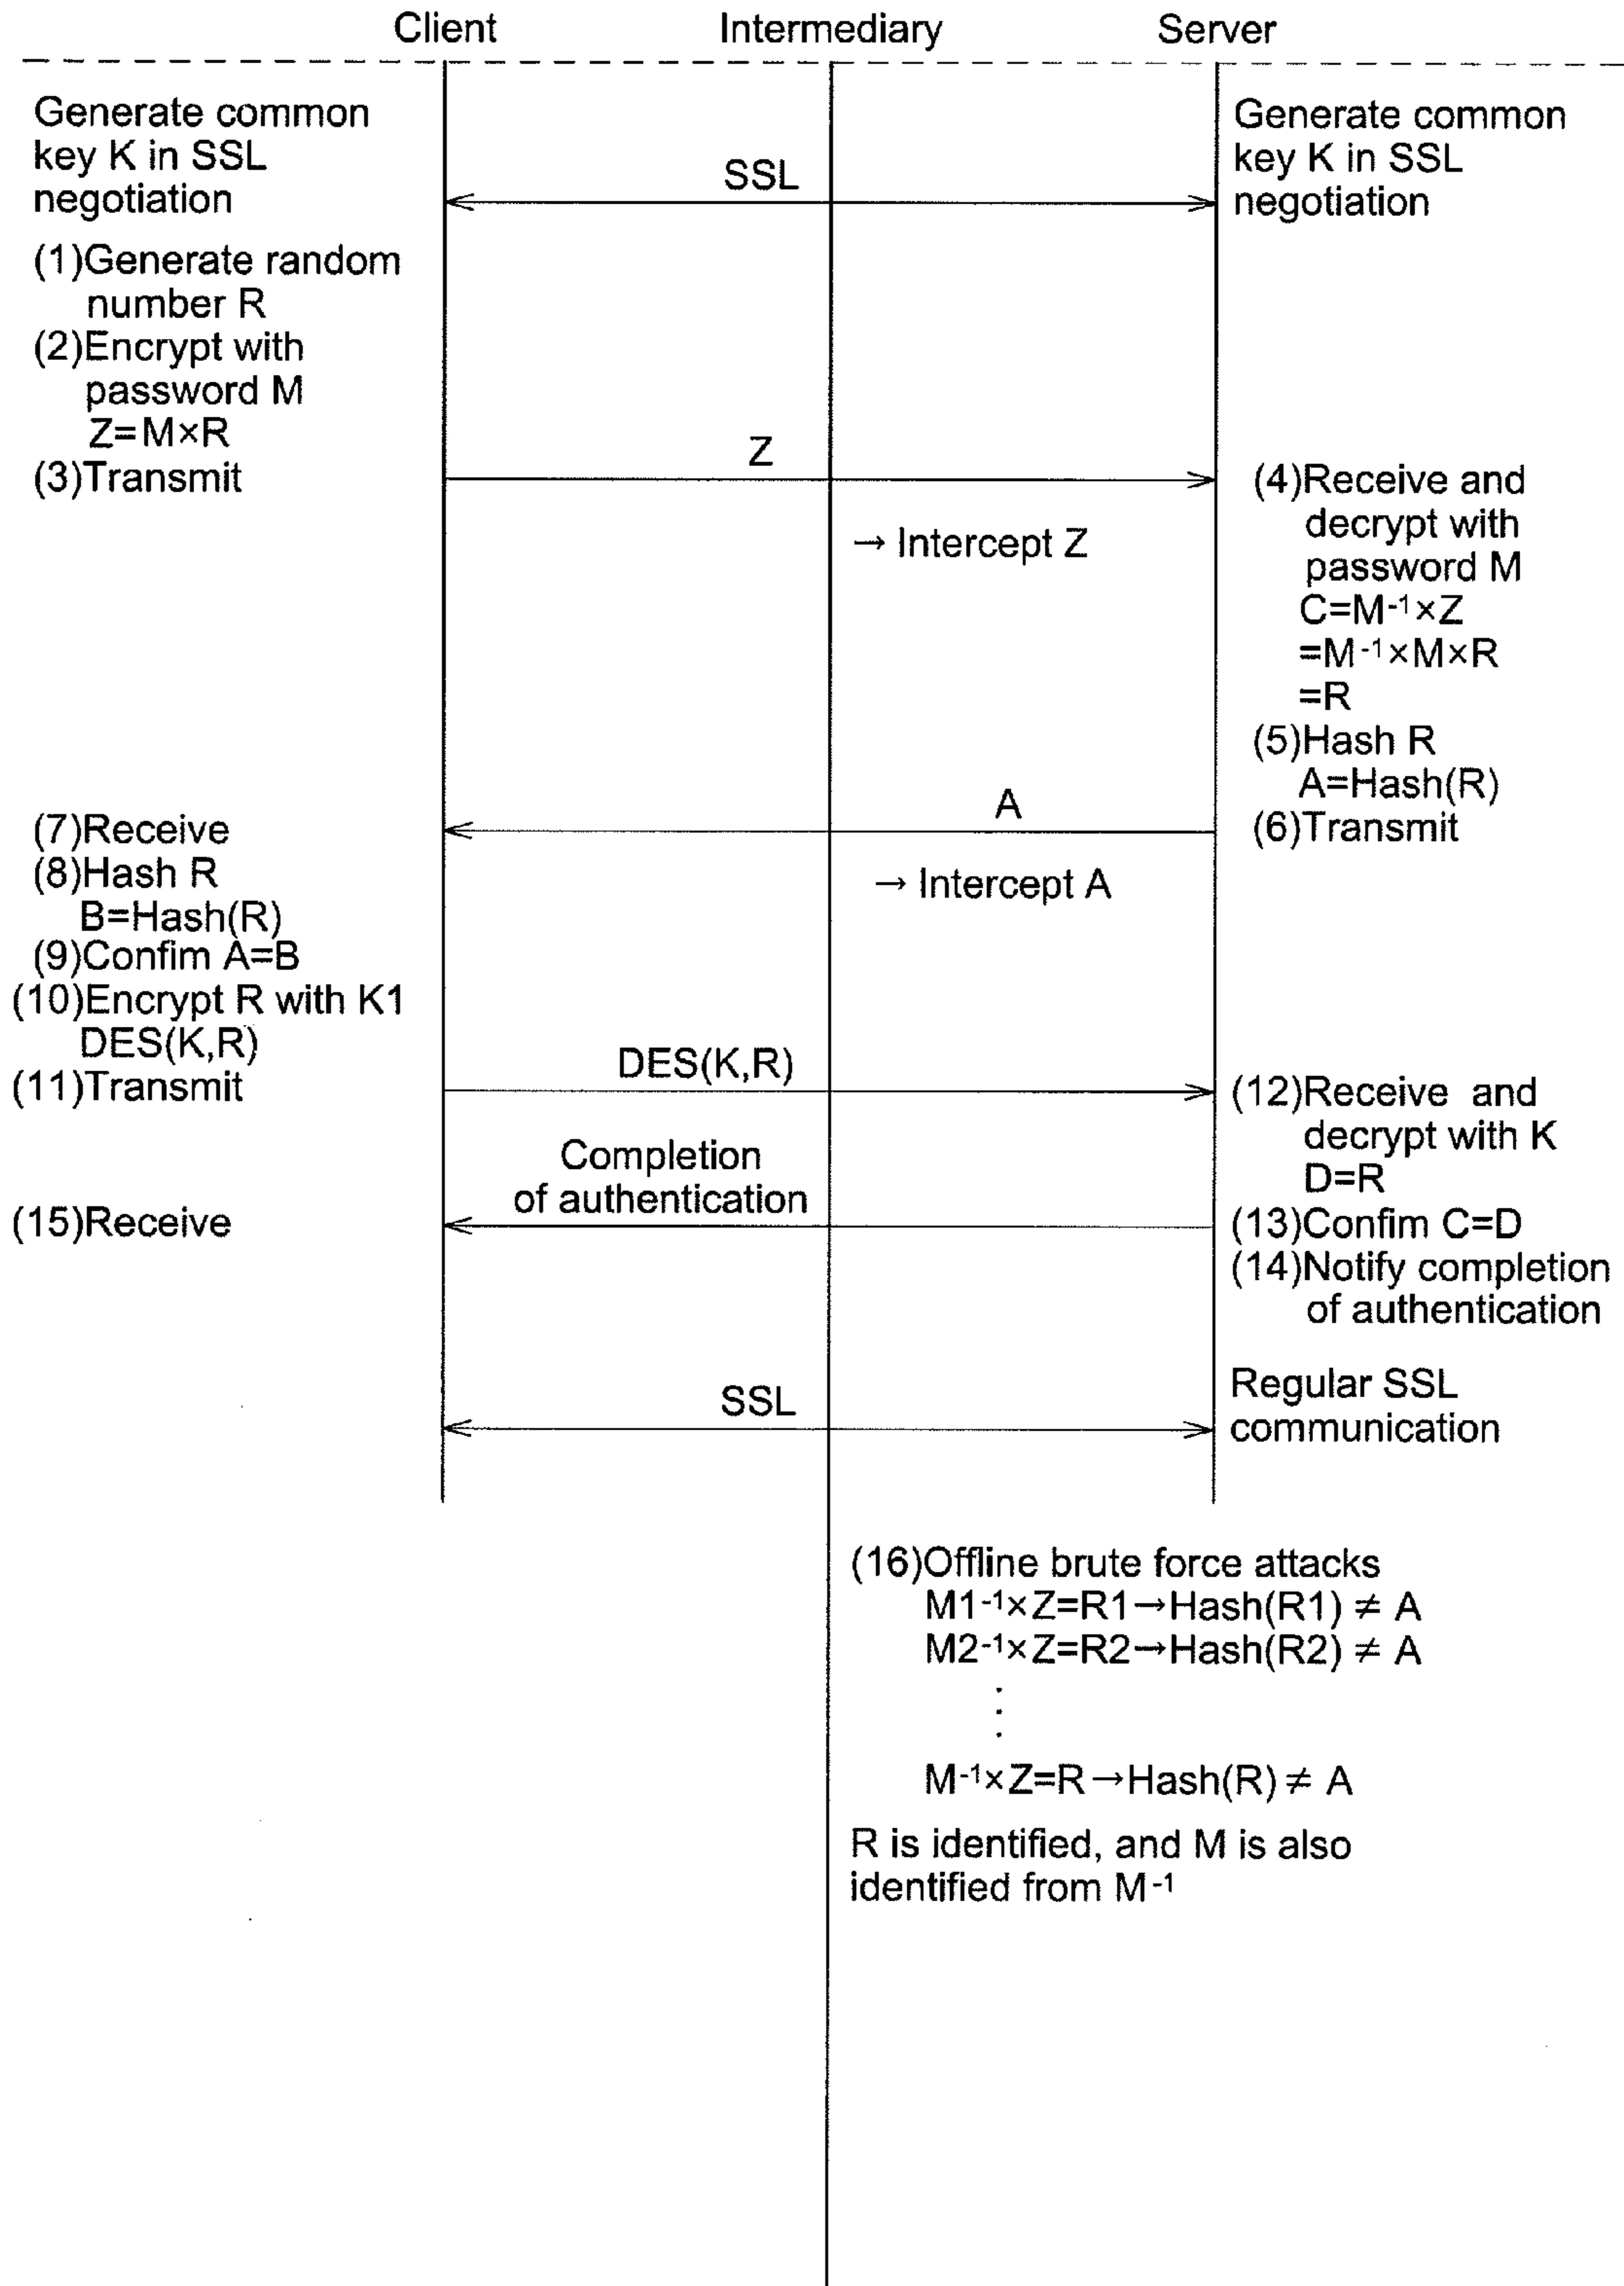 Client Intermediary Server
Generate common
key K in SSL
negotiation
SSL
Generate common
key K in SSL
negotiation
(1)Generate random
number R
(2)Encrypt with
password M
Z=M×R
(3)Transmit
Z
→ Intercept Z
(4)Receive and
decrypt with
password M
C=M⁻¹×Z
=M⁻¹×M×R
=R
(5)Hash R
A=Hash(R)
(6)Transmit
A
→ Intercept A
(7)Receive
(8)Hash R
B=Hash(R)
(9)Confim A=B
(10)Encrypt R with K1
DES(K,R)
(11)Transmit
DES(K,R)
(12)Receive and
decrypt with K
D=R
(13)Confim C=D
(14)Notify completion
of authentication
Completion
of authentication
(15)Receive
SSL
Regular SSL
communication
(16)Offline brute force attacks
M1⁻¹×Z=R1→Hash(R1) ≠ A
M2⁻¹×Z=R2→Hash(R2) ≠ A
⋮
M⁻¹×Z=R→Hash(R) ≠ A
R is identified, and M is also
identified from M⁻¹